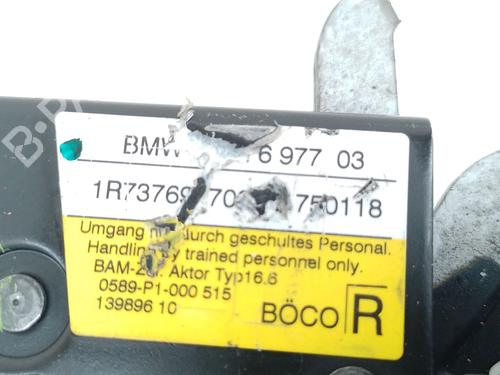 BMW 6 977 03
750118
Umgang durch geschultes Personal.
Handling by trained personnel only.
BAM- Aktor Typ16.6
0589-P1-000 515
139896 10
BÖCO R